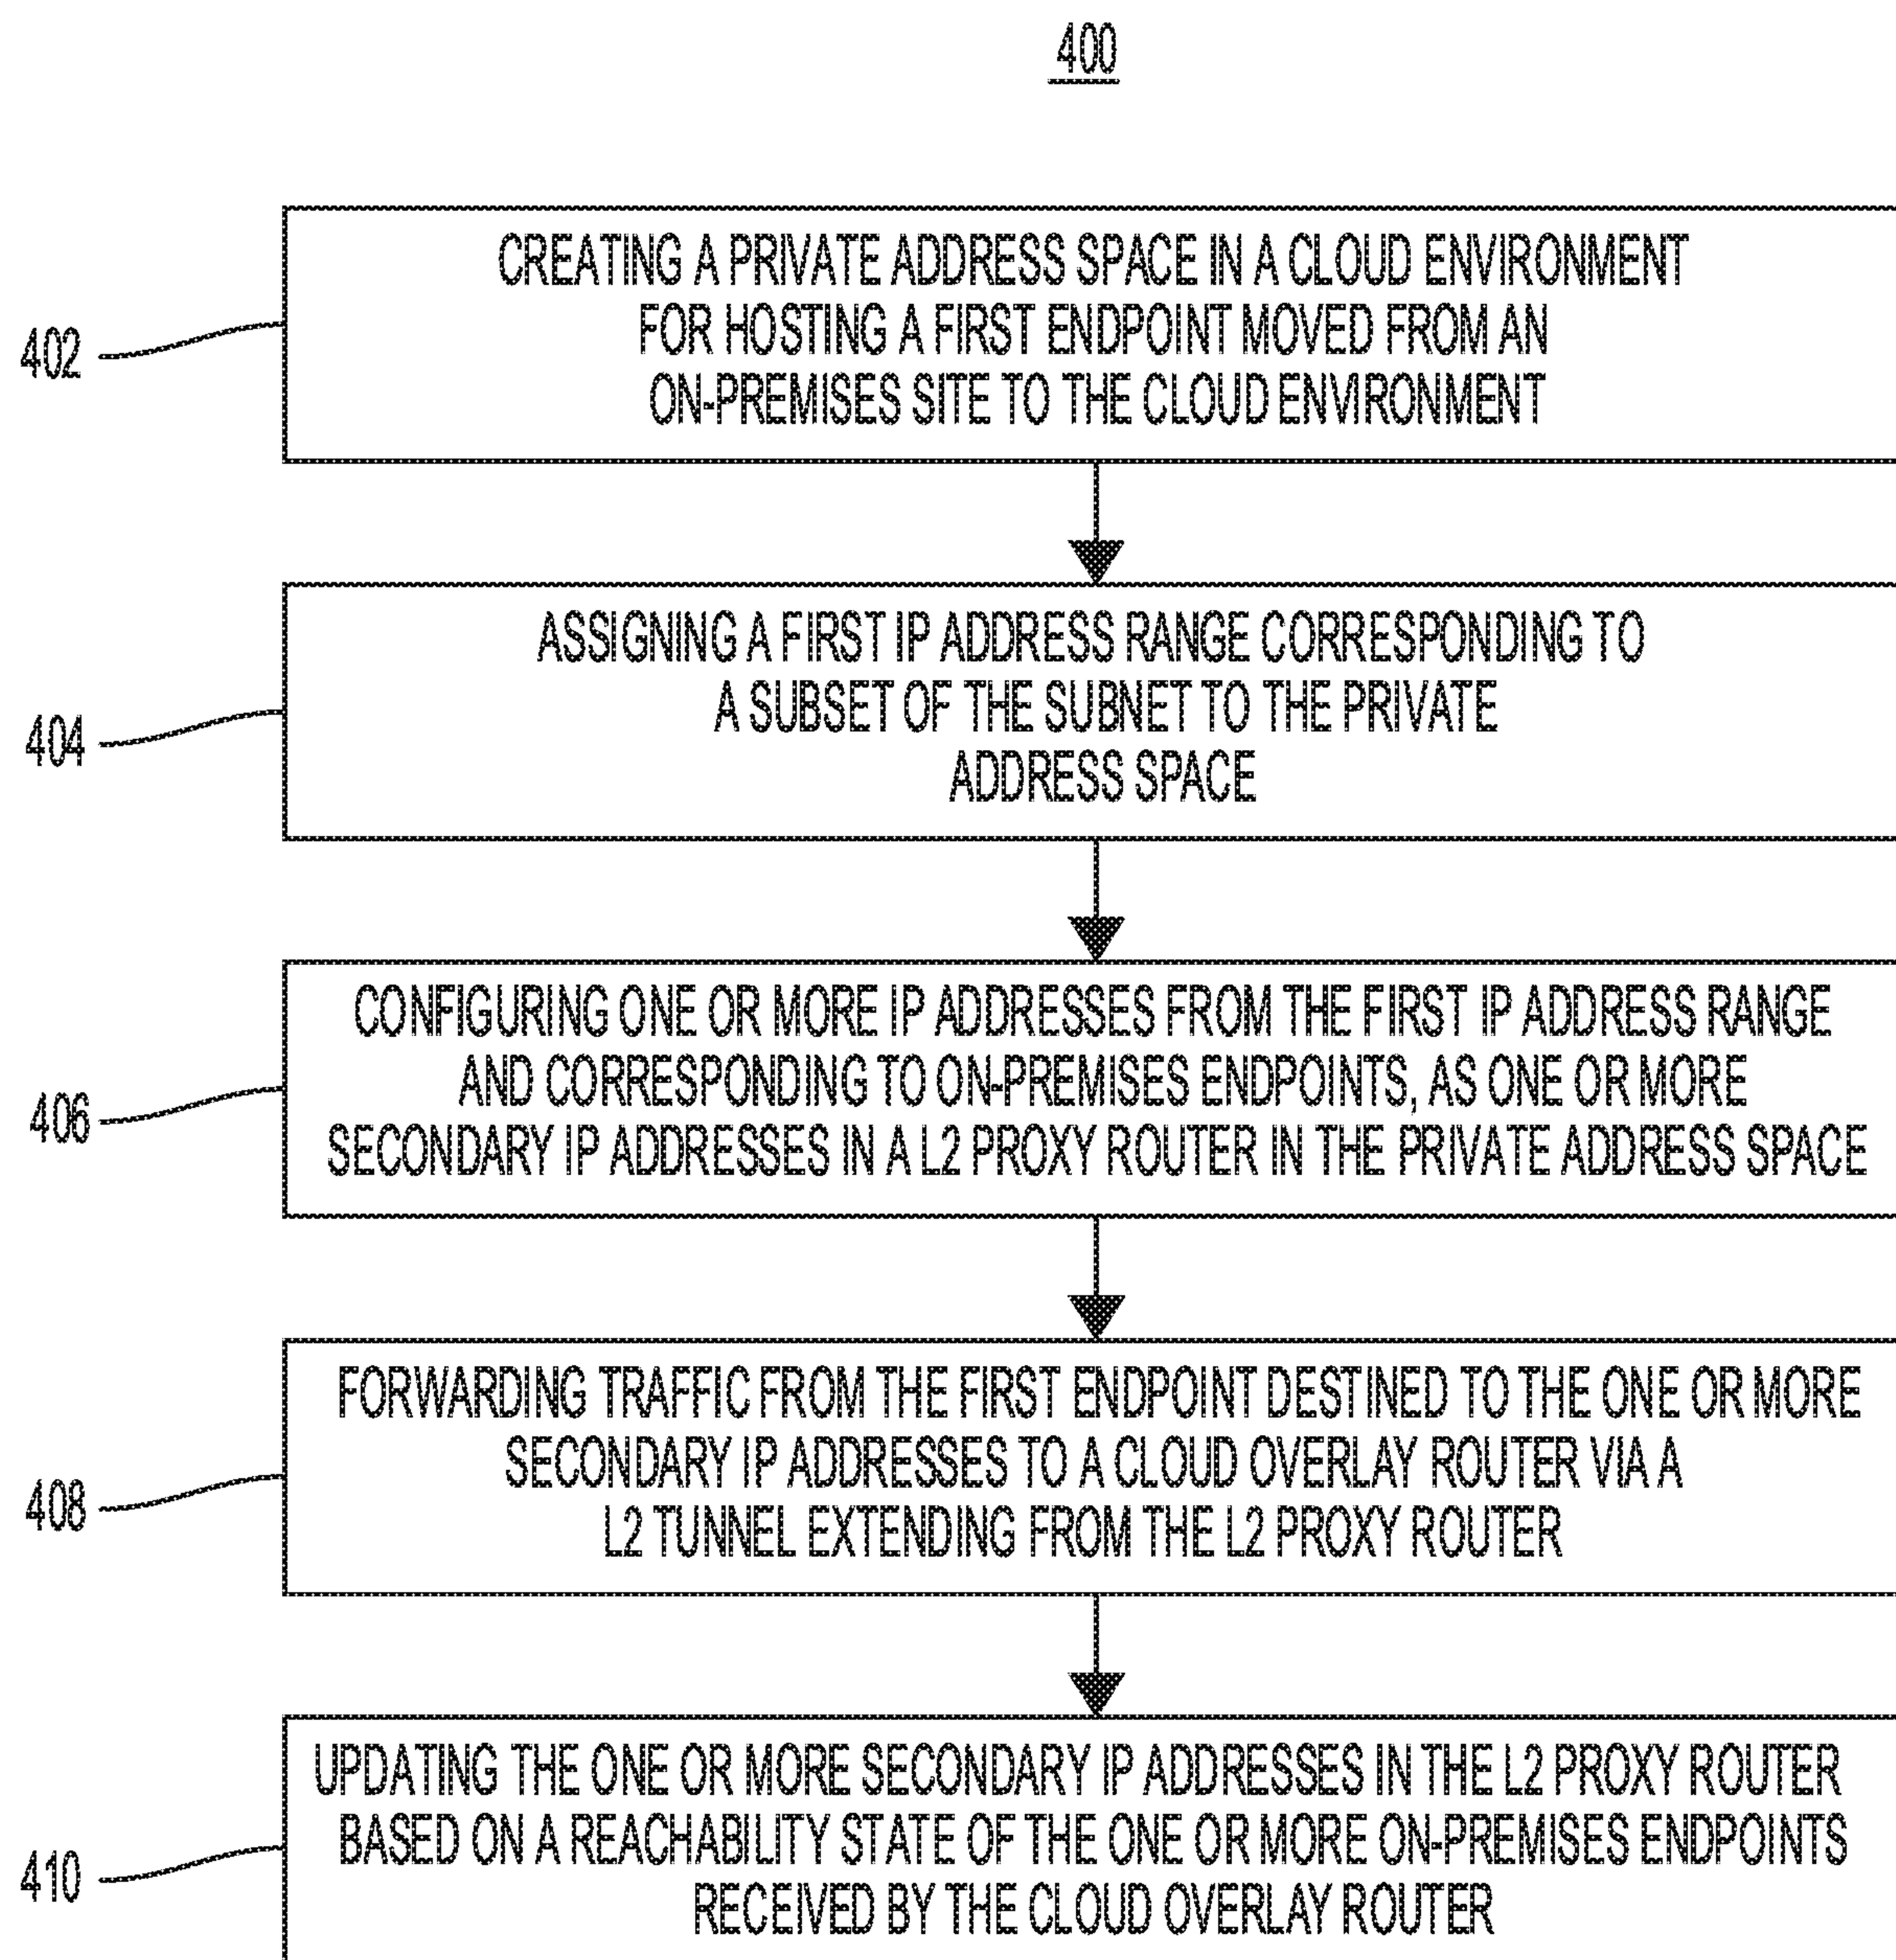 400
402
CREATING A PRIVATE ADDRESS SPACE IN A CLOUD ENVIRONMENT
FOR HOSTING A FIRST ENDPOINT MOVED FROM AN
ON-PREMISES SITE TO THE CLOUD ENVIRONMENT
404
ASSIGNING A FIRST IP ADDRESS RANGE CORRESPONDING TO
A SUBSET OF THE SUBNET TO THE PRIVATE
ADDRESS SPACE
406
CONFIGURING ONE OR MORE IP ADDRESSES FROM THE FIRST IP ADDRESS RANGE
AND CORRESPONDING TO ON-PREMISES ENDPOINTS, AS ONE OR MORE
SECONDARY IP ADDRESSES IN A L2 PROXY ROUTER IN THE PRIVATE ADDRESS SPACE
408
FORWARDING TRAFFIC FROM THE FIRST ENDPOINT DESTINED TO THE ONE OR MORE
SECONDARY IP ADDRESSES TO A CLOUD OVERLAY ROUTER VIA A
L2 TUNNEL EXTENDING FROM THE L2 PROXY ROUTER
410
UPDATING THE ONE OR MORE SECONDARY IP ADDRESSES IN THE L2 PROXY ROUTER
BASED ON A REACHABILITY STATE OF THE ONE OR MORE ON-PREMISES ENDPOINTS
RECEIVED BY THE CLOUD OVERLAY ROUTER